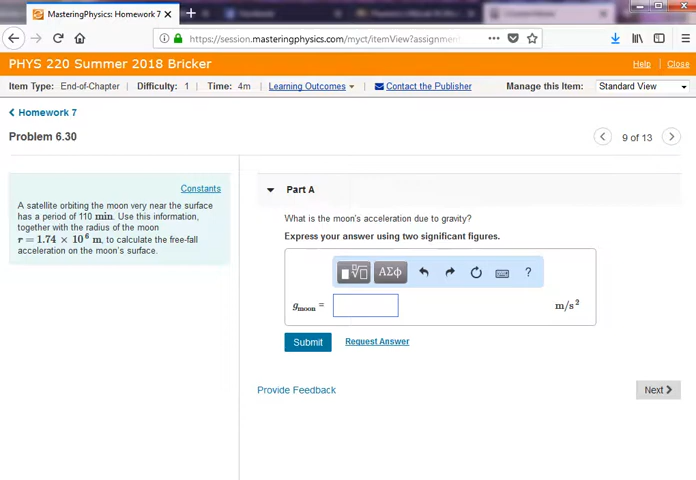 MasteringPhysics: Homework 7
https://session.masteringphysics.com/myct/itemView?assignment
PHYS 220 Summer 2018 Bricker
Help | Close
Item Type: End-of-Chapter | Difficulty: 1 | Time: 4m | Learning Outcomes | Contact the Publisher
Manage this Item: Standard View
Homework 7
Problem 6.30
9 of 13
Constants
A satellite orbiting the moon very near the surface
has a period of 110 min. Use this information,
together with the radius of the moon
r = 1.74 × 10⁶ m, to calculate the free-fall
acceleration on the moon's surface.
Part A
What is the moon's acceleration due to gravity?
Express your answer using two significant figures.
ΑΣϕ
?
g moon =
m/s²
Submit
Request Answer
Provide Feedback
Next